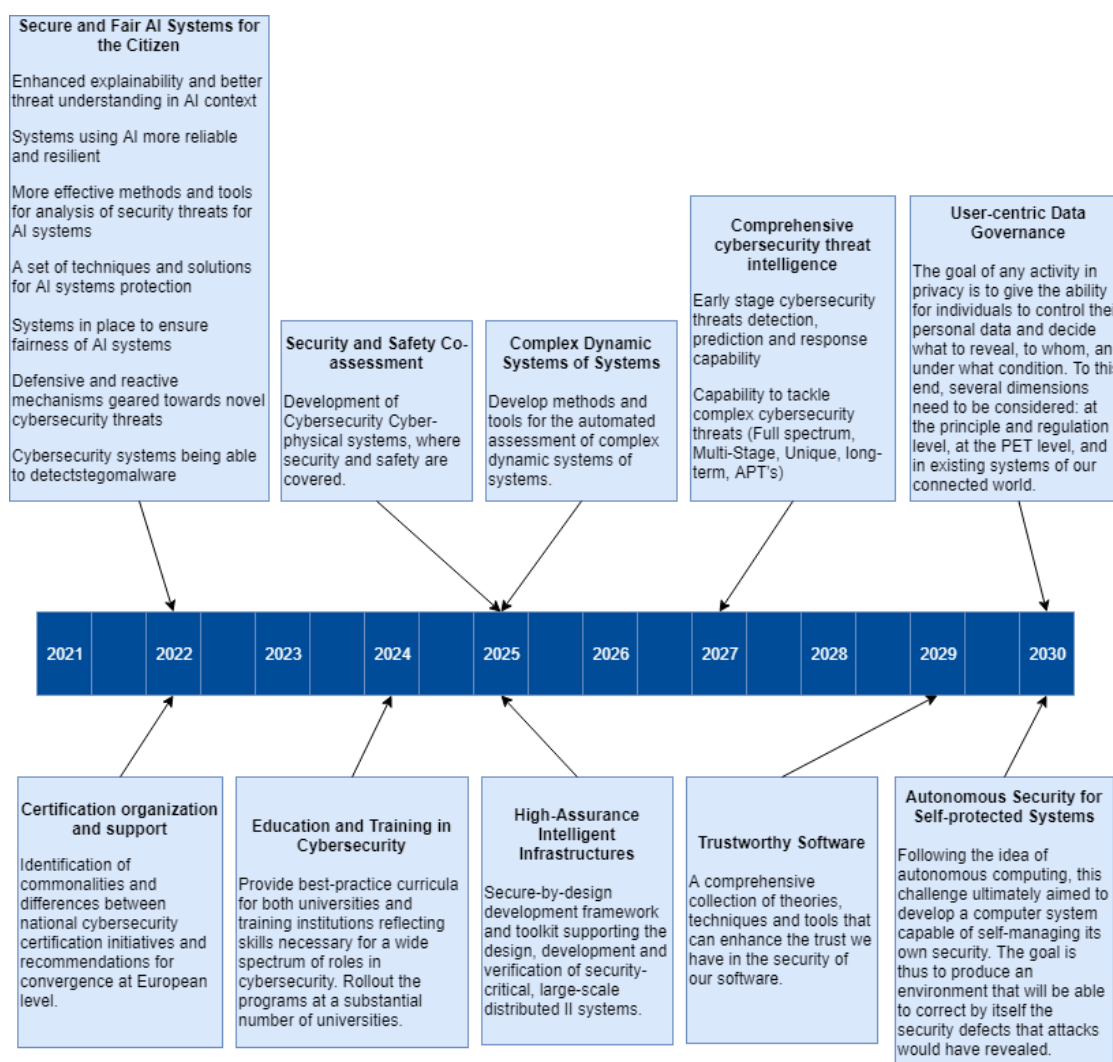 Secure and Fair AI Systems for
the Citizen
Enhanced explainability and better
threat understanding in AI context
Systems using AI more reliable
and resilient
More effective methods and tools
for analysis of security threats for
AI systems
A set of techniques and solutions
for AI systems protection
Systems in place to ensure
fairness of AI systems
Defensive and reactive
mechanisms geared towards novel
cybersecurity threats
Cybersecurity systems being able
to detectstegomalware
Security and Safety Co-
assessment
Development of
Cybersecurity Cyber-
physical systems, where
security and safety are
covered.
Complex Dynamic
Systems of Systems
Develop methods and
tools for the automated
assessment of complex
dynamic systems of
systems.
Comprehensive
cybersecurity threat
intelligence
Early stage cybersecurity
threats detection,
prediction and response
capability
Capability to tackle
complex cybersecurity
threats (Full spectrum,
Multi-Stage, Unique, long-
term, APT's)
User-centric Data
Governance
The goal of any activity in
privacy is to give the ability
for individuals to control thei
personal data and decide
what to reveal, to whom, an
under what condition. To this
end, several dimensions
need to be considered: at
the principle and regulation
level, at the PET level, and
in existing systems of our
connected world.
2021 2022 2023 2024 2025 2026 2027 2028 2029 2030
Certification organization
and support
Identification of
commonalities and
differences between
national cybersecurity
certification initiatives and
recommendations for
convergence at European
level.
Education and Training in
Cybersecurity
Provide best-practice curricula
for both universities and
training institutions reflecting
skills necessary for a wide
spectrum of roles in
cybersecurity. Rollout the
programs at a substantial
number of universities.
High-Assurance
Intelligent
Infrastructures
Secure-by-design
development framework
and toolkit supporting the
design, development and
verification of security-
critical, large-scale
distributed II systems.
Trustworthy Software
A comprehensive
collection of theories,
techniques and tools that
can enhance the trust we
have in the security of
our software.
Autonomous Security for
Self-protected Systems
Following the idea of
autonomous computing, this
challenge ultimately aimed to
develop a computer system
capable of self-managing its
own security. The goal is
thus to produce an
environment that will be able
to correct by itself the
security defects that attacks
would have revealed.